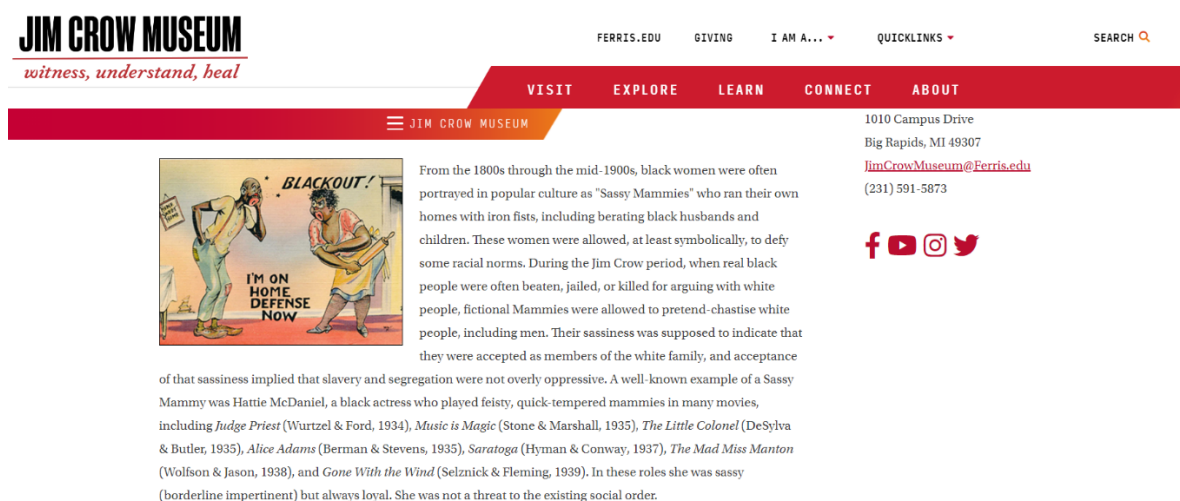 JIM CROW MUSEUM
witness, understand, heal
FERRIS.EDU GIVING I AM A... QUICKLINKS SEARCH
VISIT EXPLORE LEARN CONNECT ABOUT
JIM CROW MUSEUM
1010 Campus Drive
Big Rapids, MI 49307
JimCrowMuseum@Ferris.edu
(231) 591-5873
BLACKOUT!
I'M ON
HOME
DEFENSE
NOW
From the 1800s through the mid-1900s, black women were often
portrayed in popular culture as "Sassy Mammies" who ran their own
homes with iron fists, including berating black husbands and
children. These women were allowed, at least symbolically, to defy
some racial norms. During the Jim Crow period, when real black
people were often beaten, jailed, or killed for arguing with white
people, fictional Mammies were allowed to pretend-chastise white
people, including men. Their sassiness was supposed to indicate that
they were accepted as members of the white family, and acceptance
of that sassiness implied that slavery and segregation were not overly oppressive. A well-known example of a Sassy
Mammy was Hattie McDaniel, a black actress who played feisty, quick-tempered mammies in many movies,
including Judge Priest (Wurtzel & Ford, 1934), Music is Magic (Stone & Marshall, 1935), The Little Colonel (DeSylva
& Butler, 1935), Alice Adams (Berman & Stevens, 1935), Saratoga (Hyman & Conway, 1937), The Mad Miss Manton
(Wolfson & Jason, 1938), and Gone With the Wind (Selznick & Fleming, 1939). In these roles she was sassy
(borderline impertinent) but always loyal. She was not a threat to the existing social order.